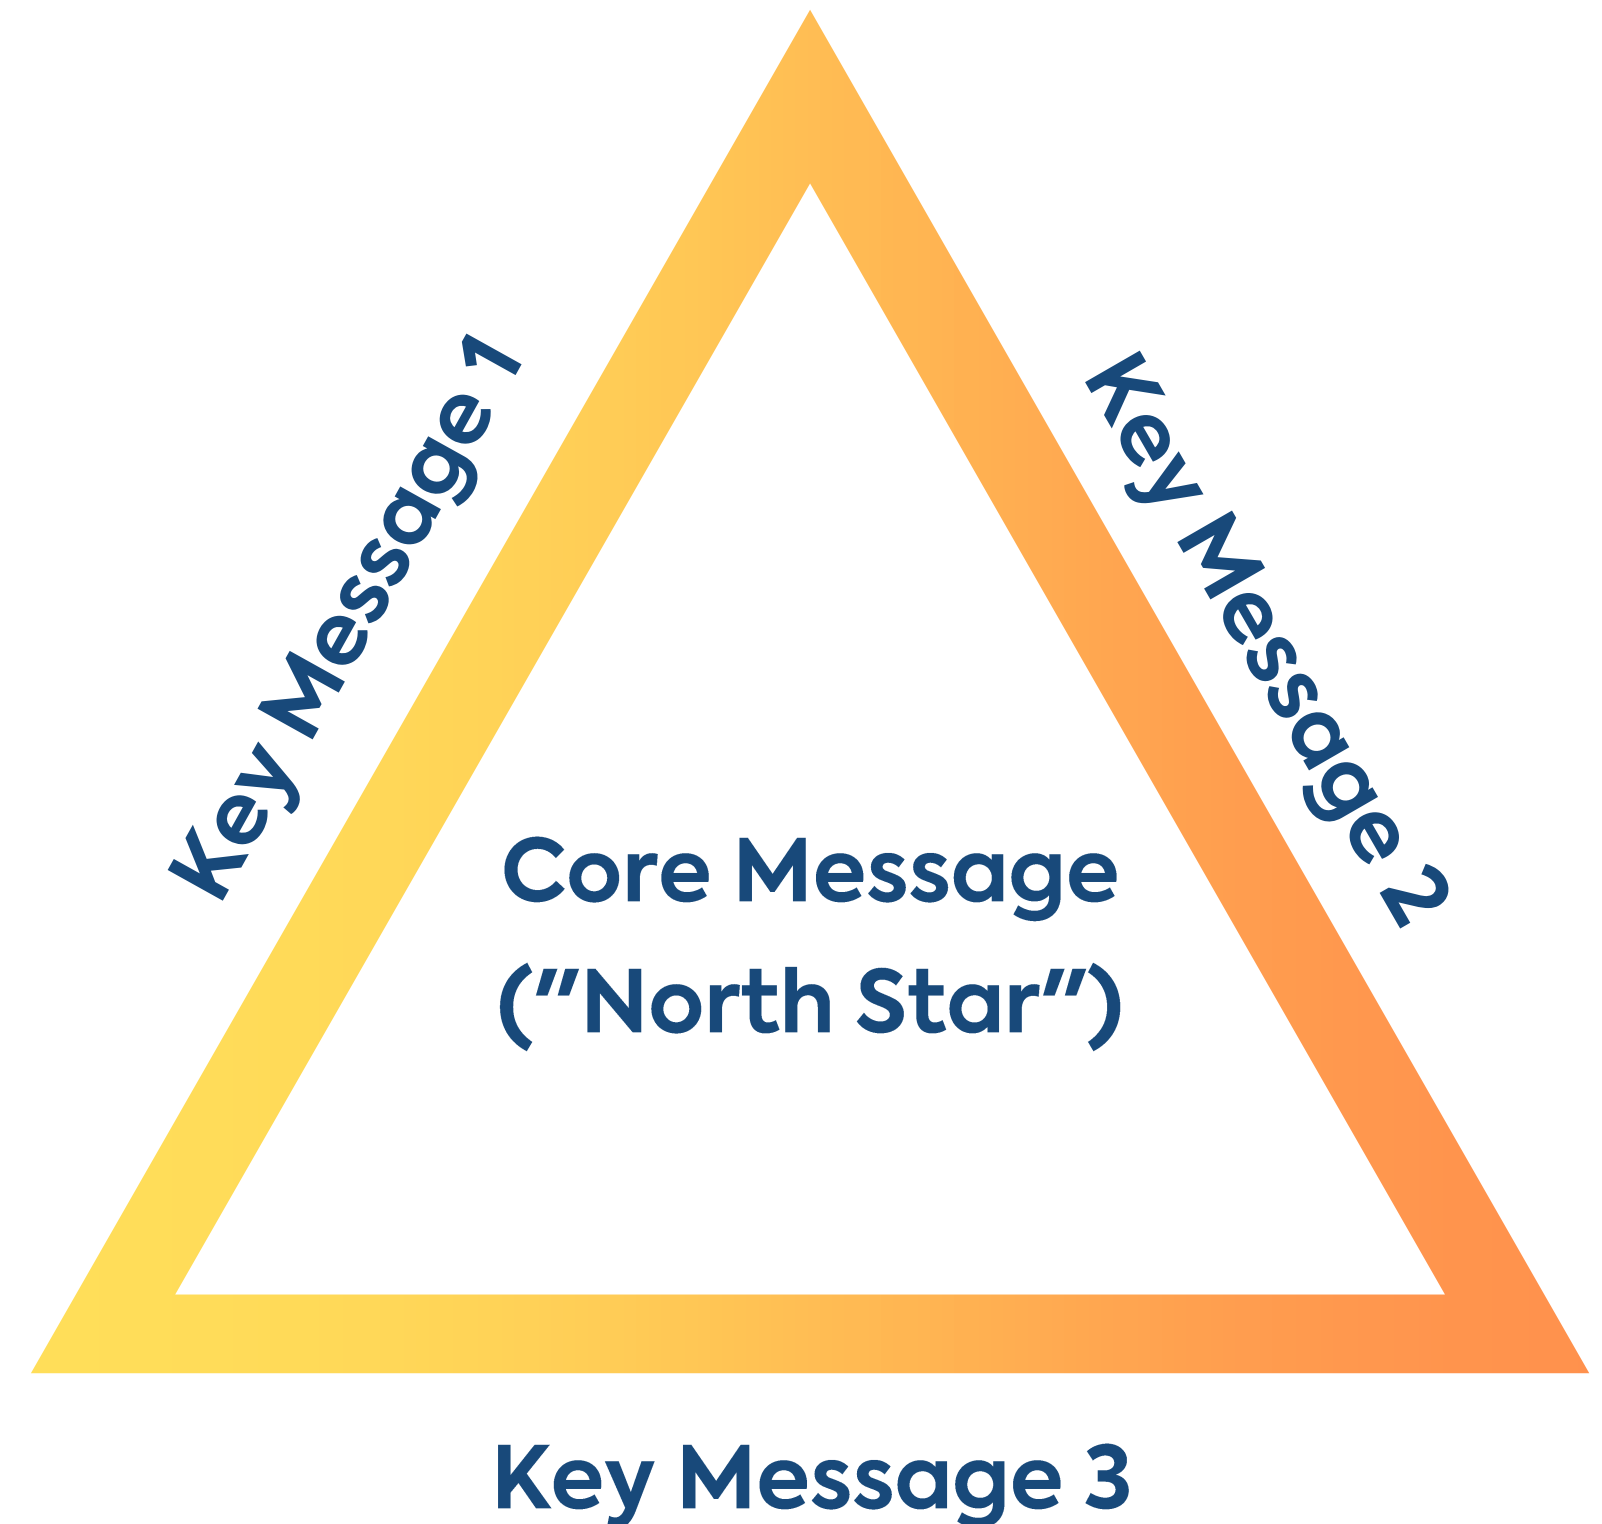 Key Message 1
Key Message 2
Core Message
("North Star")
Key Message 3